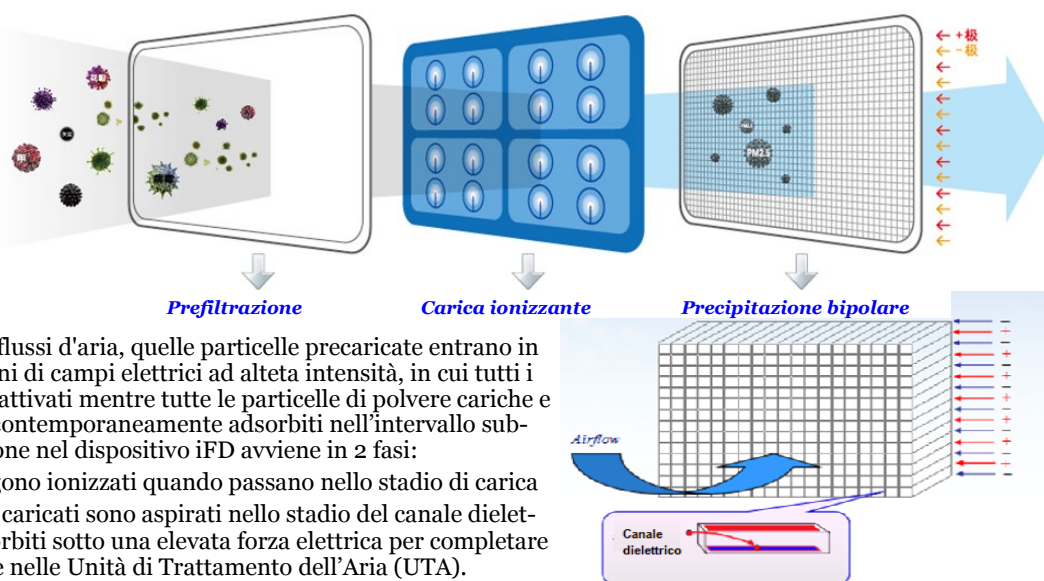 +极
-极
PM2.5
Prefiltrazione
Carica ionizzante
Precipitazione bipolare
flussi d'aria, quelle particelle precaricate entrano in
ni di campi elettrici ad alteta intensità, in cui tutti i
attivati mentre tutte le particelle di polvere cariche e
contemporaneamente adsorbiti nell'intervallo sub-
one nel dispositivo iFD avviene in 2 fasi:
gono ionizzati quando passano nello stadio di carica
caricati sono aspirati nello stadio del canale dielet-
orbiti sotto una elevata forza elettrica per completare
e nelle Unità di Trattamento dell'Aria (UTA).
Airflow
Canale
dielettrico